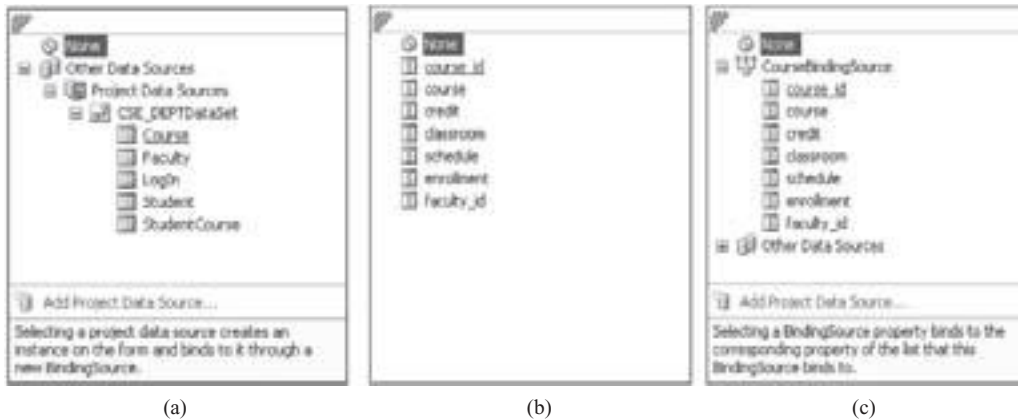 None
Other Data Sources
Project Data Sources
CSE_DEPTDataSet
Course
Faculty
LogIn
Student
StudentCourse
Add Project Data Source...
Selecting a project data source creates an
instance on the form and binds to it through a
new BindingSource.
(a)
None
course_id
course
credit
classroom
schedule
enrollment
faculty_id
(b)
None
CourseBindingSource
course_id
course
credit
classroom
schedule
enrollment
faculty_id
Other Data Sources
Add Project Data Source...
Selecting a BindingSource property binds to the
corresponding property of the list that this
BindingSource binds to.
(c)